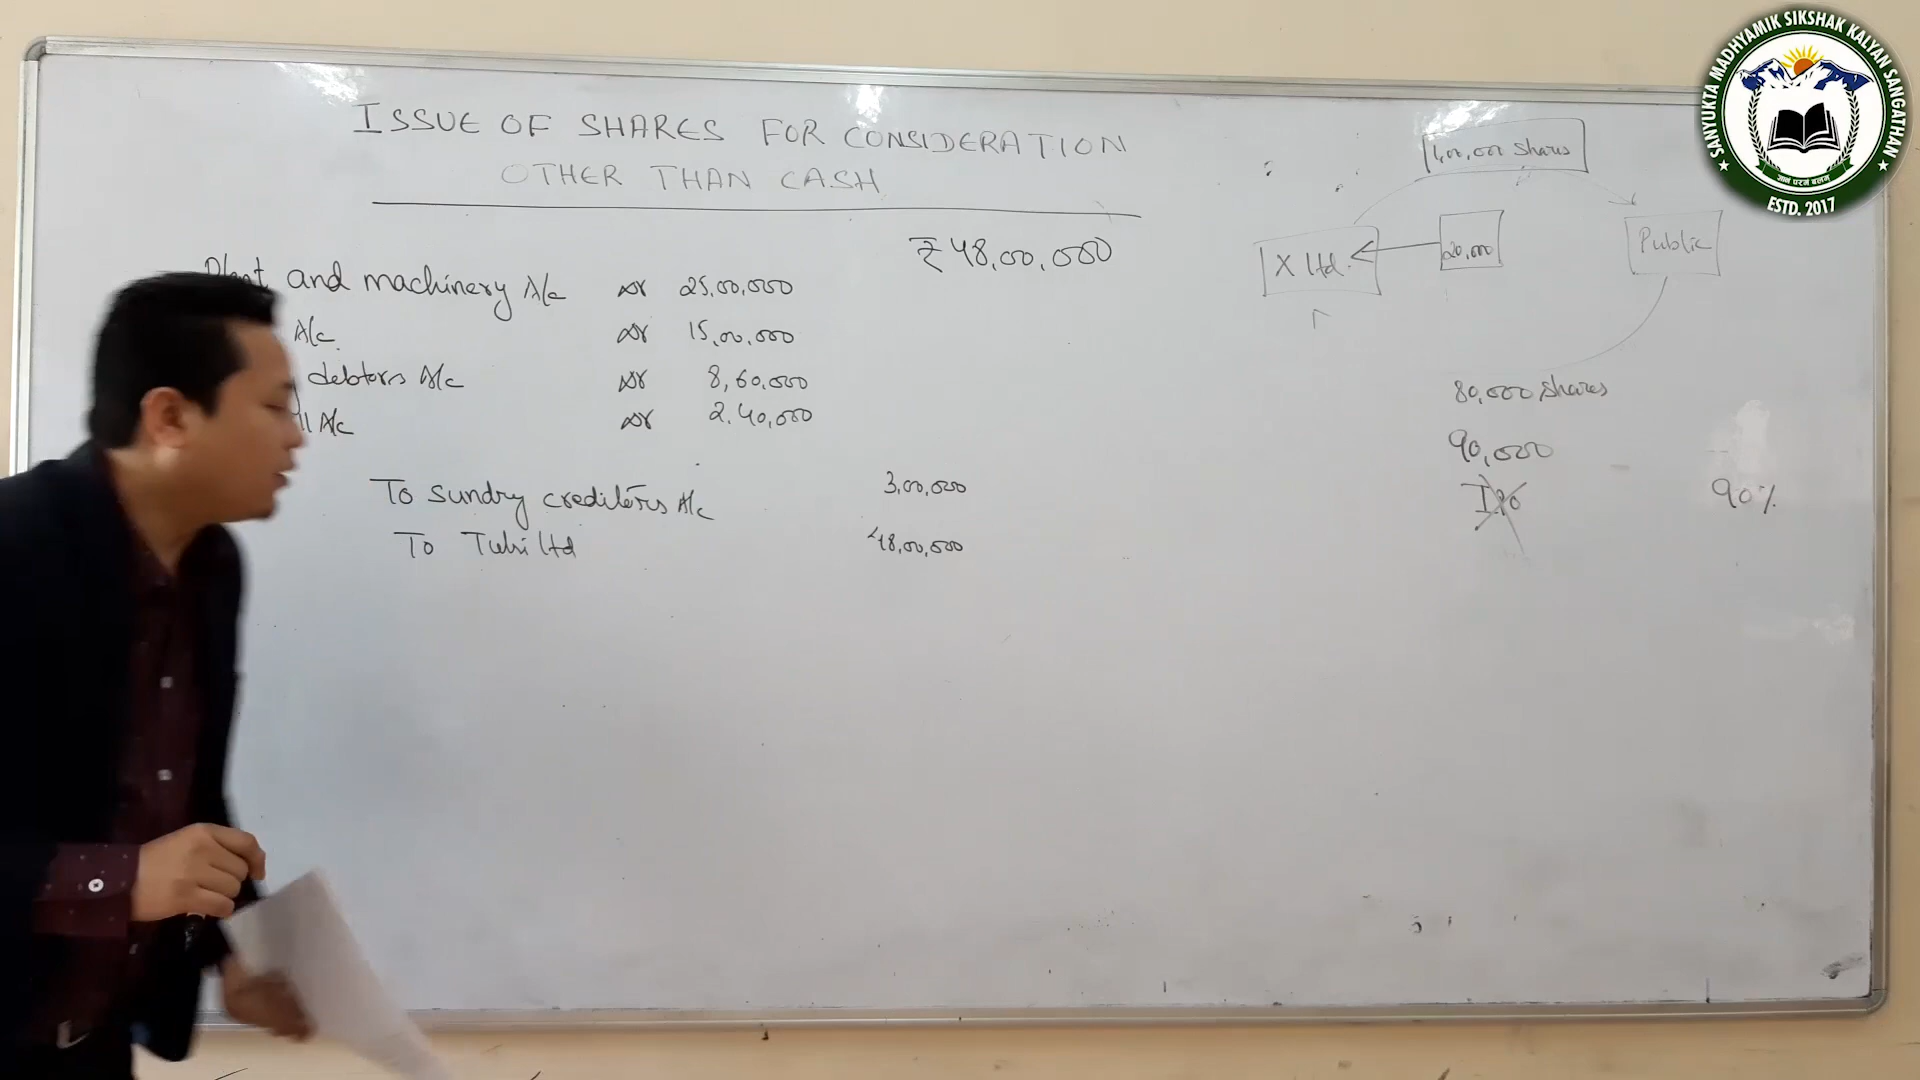 ISSUE OF SHARES FOR CONSIDERATION
OTHER THAN CASH
₹48,00,000
Plant and machinery A/c Dr 25,00,000
A/c Dr 15,00,000
debtors A/c Dr 8,60,000
ll A/c Dr 2,40,000
To sundry creditors A/c 3,00,000
To Tulsi ltd 48,00,000
1,00,000 shares
X ltd.
20,000
Public
80,000 shares
90,000
90%
SANYUKTA MADHYAMIK SIKSHAK KALYAN SANGATHAN
ESTD. 2017